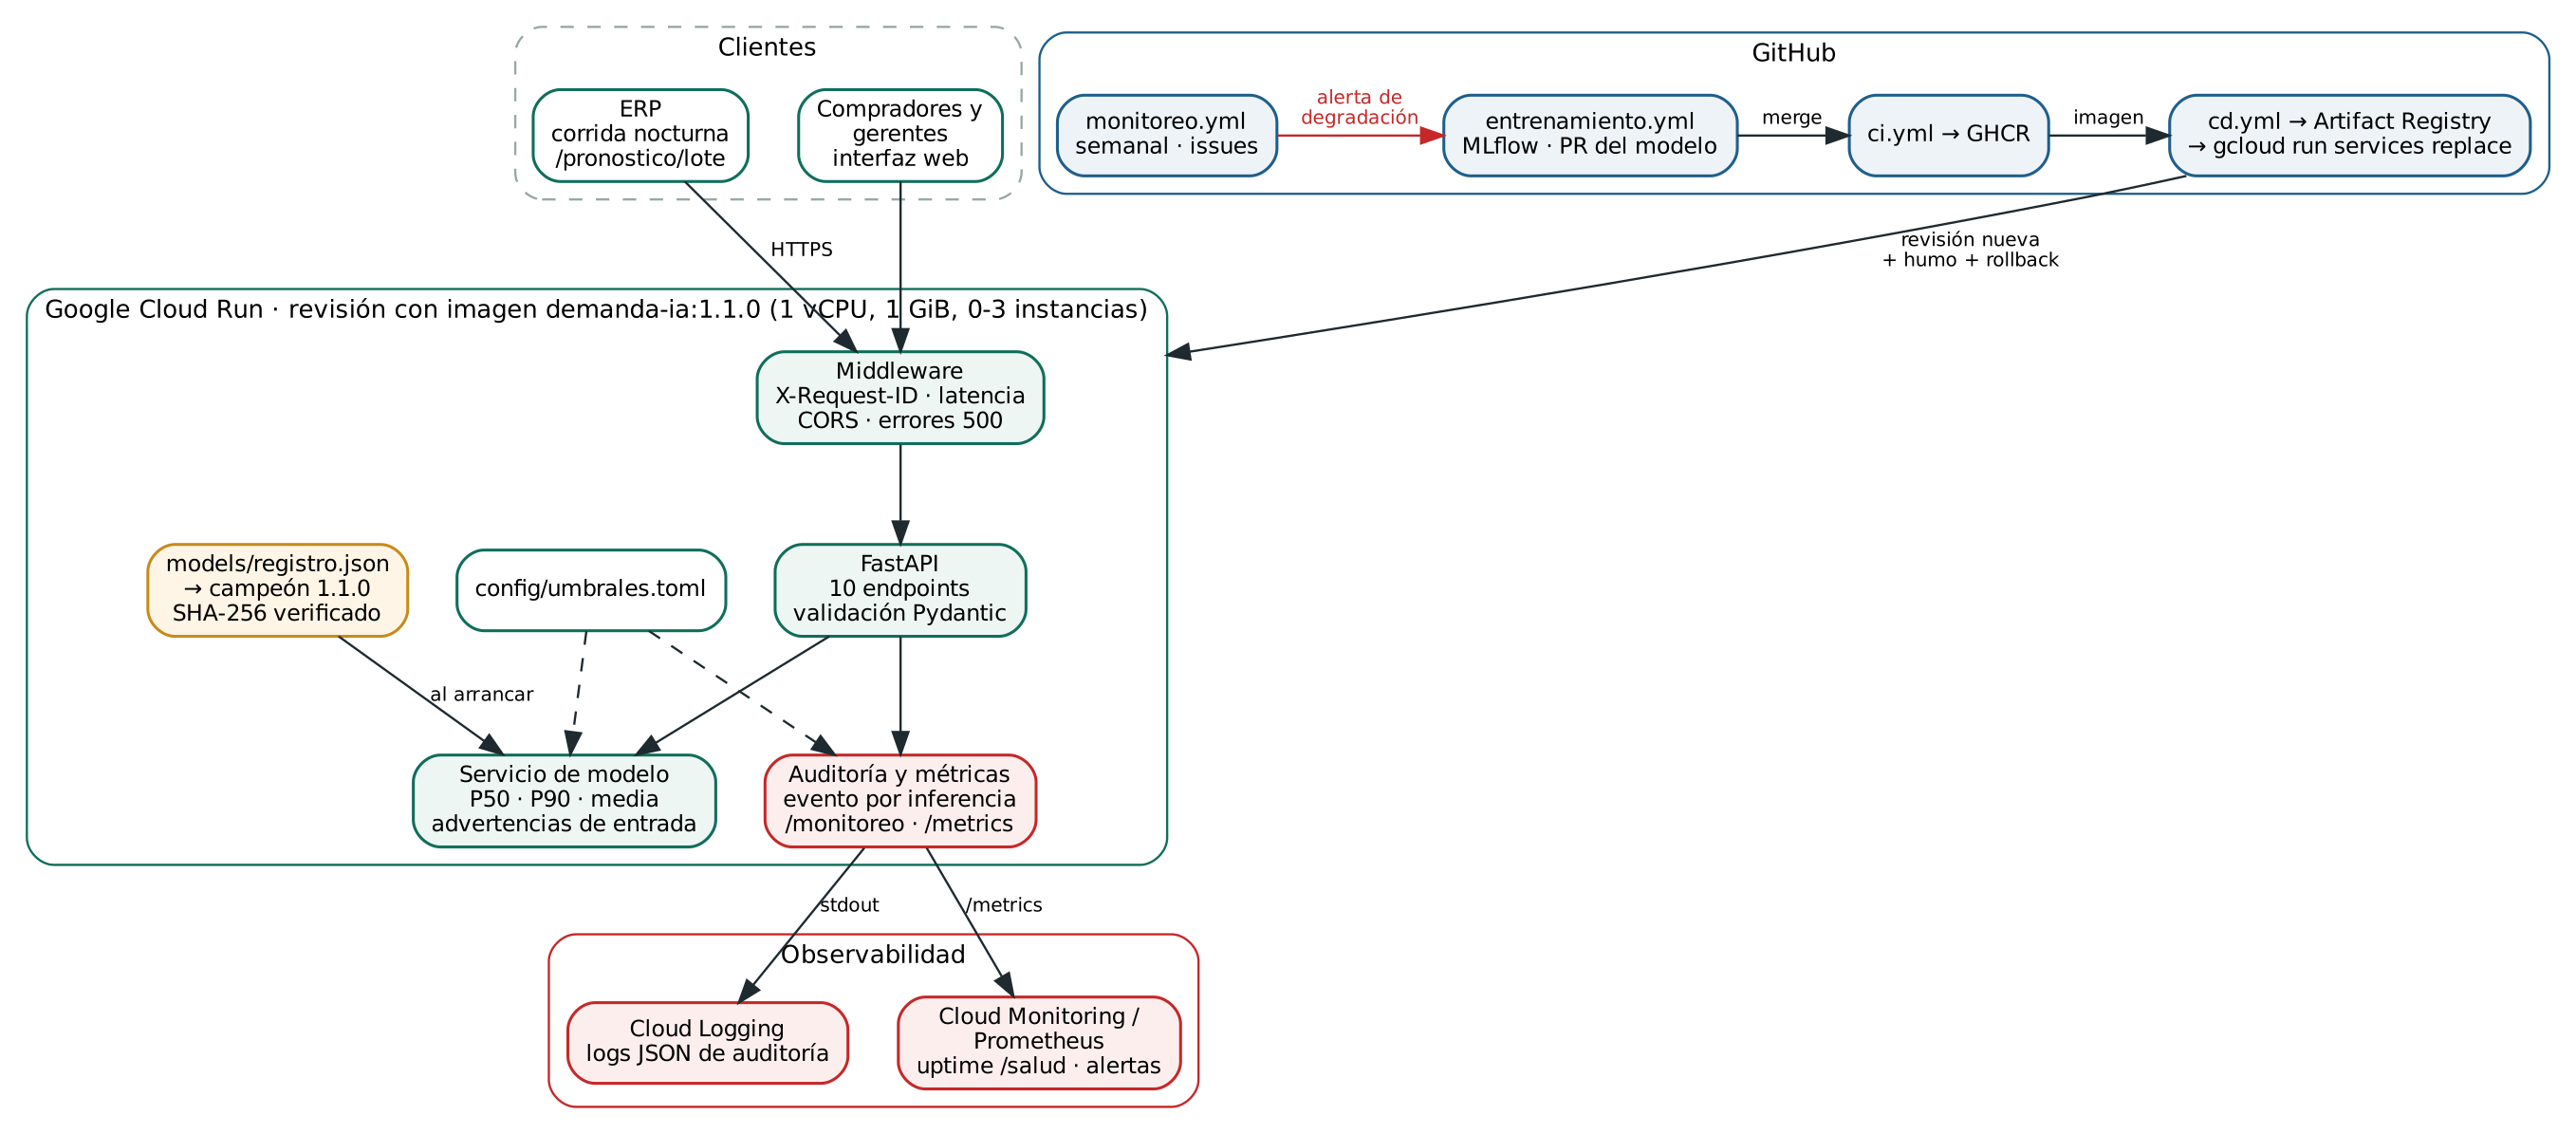 Clientes
ERP
corrida nocturna
/pronostico/lote
Compradores y
gerentes
interfaz web
GitHub
monitoreo.yml
semanal · issues
alerta de
degradación
entrenamiento.yml
MLflow · PR del modelo
merge
ci.yml → GHCR
imagen
cd.yml → Artifact Registry
→ gcloud run services replace
HTTPS
revisión nueva
+ humo + rollback
Google Cloud Run · revisión con imagen demanda-ia:1.1.0 (1 vCPU, 1 GiB, 0-3 instancias)
Middleware
X-Request-ID · latencia
CORS · errores 500
models/registro.json
→ campeón 1.1.0
SHA-256 verificado
config/umbrales.toml
FastAPI
10 endpoints
validación Pydantic
al arrancar
Servicio de modelo
P50 · P90 · media
advertencias de entrada
Auditoría y métricas
evento por inferencia
/monitoreo · /metrics
stdout
/metrics
Observabilidad
Cloud Logging
logs JSON de auditoría
Cloud Monitoring /
Prometheus
uptime /salud · alertas